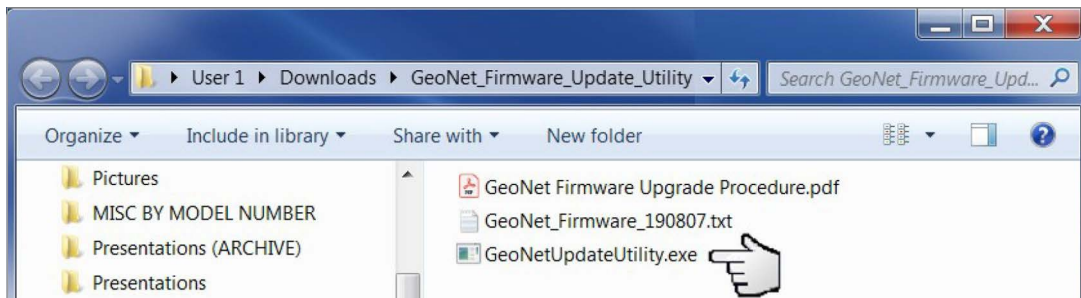 User 1 Downloads GeoNet_Firmware_Update_Utility Search GeoNet_Firmware_Upd...
Organize Include in library Share with New folder
Pictures
MISC BY MODEL NUMBER
Presentations (ARCHIVE)
Presentations
GeoNet Firmware Upgrade Procedure.pdf
GeoNet_Firmware_190807.txt
GeoNetUpdateUtility.exe